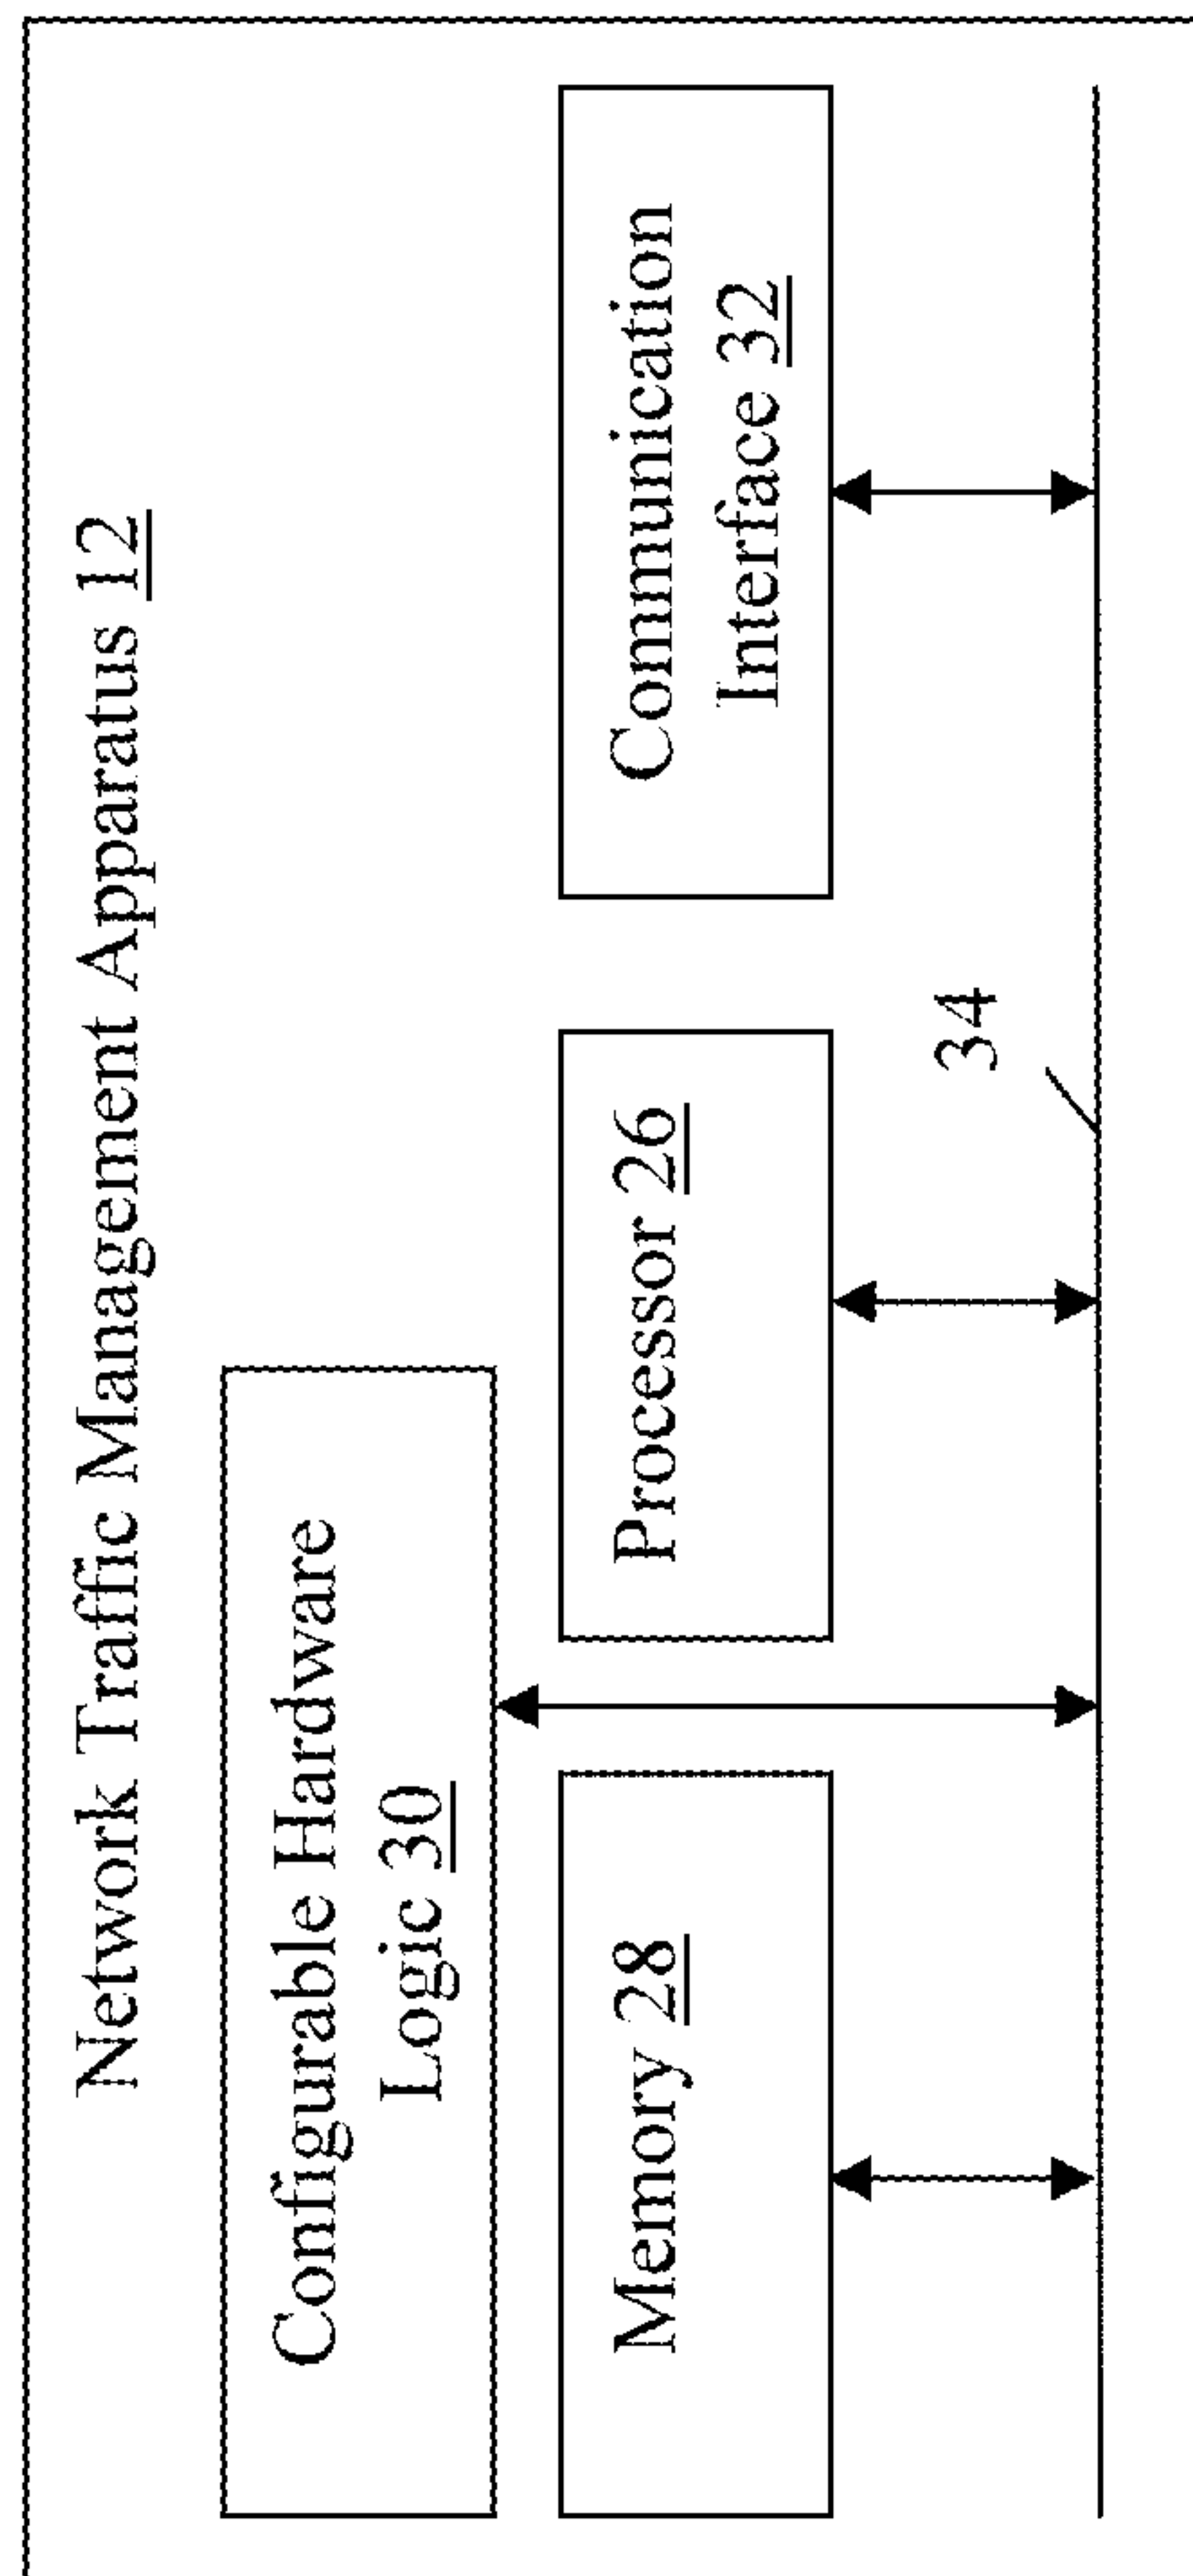 Network Traffic Management Apparatus 12
Configurable Hardware
Logic 30
Memory 28
Processor 26
Communication
Interface 32
34